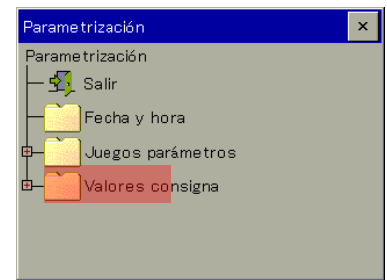 Parametrización
Parametrización
Salir
Fecha y hora
Juegos parámetros
Valores consigna